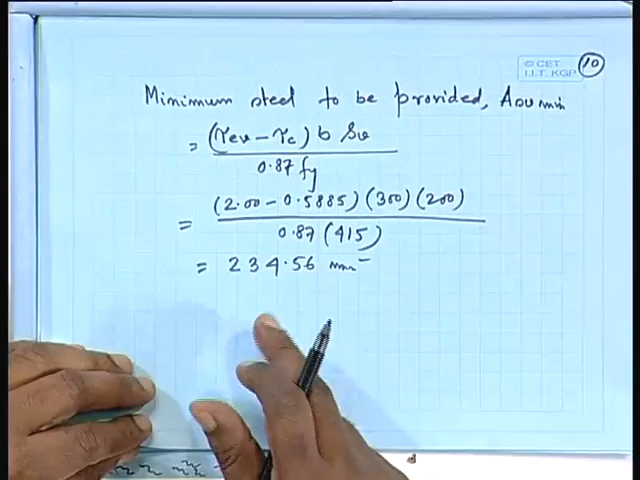 © CET
I.I.T. KGP
10
Minimum steel to be provided, Asv min
= (τev - τc) b Sv
0.87 fy
= (2.00 - 0.5885) (300) (200)
0.87 (415)
= 234.56 mm²